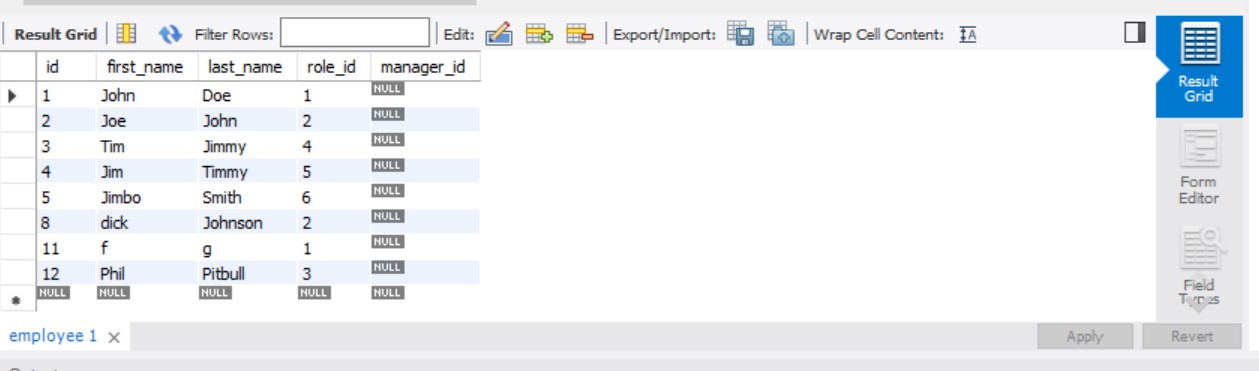 Result Grid Filter Rows: Edit: Export/Import: Wrap Cell Content: IA
id first_name last_name role_id manager_id
1 John Doe 1 NULL
2 Joe John 2 NULL
3 Tim Jimmy 4 NULL
4 Jim Timmy 5 NULL
5 Jimbo Smith 6 NULL
8 dick Johnson 2 NULL
11 f g 1 NULL
12 Phil Pitbull 3 NULL
NULL NULL NULL NULL NULL
Result
Grid
Form
Editor
Field
Types
employee 1 Apply Revert